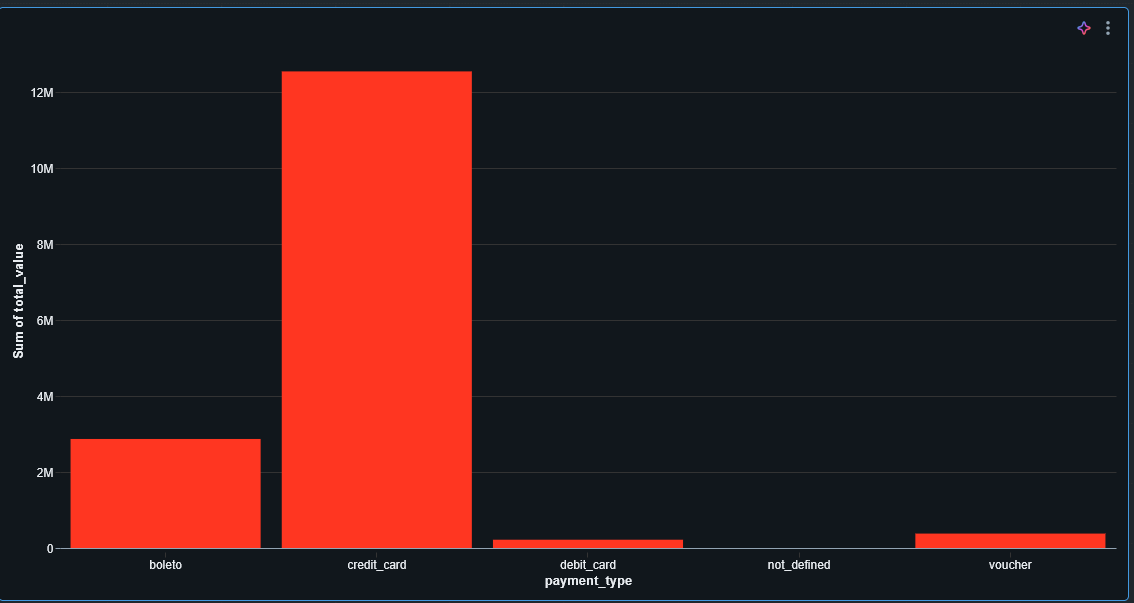 12M
10M
8M
6M
4M
2M
0
Sum of total_value
boleto credit_card debit_card not_defined voucher
payment_type